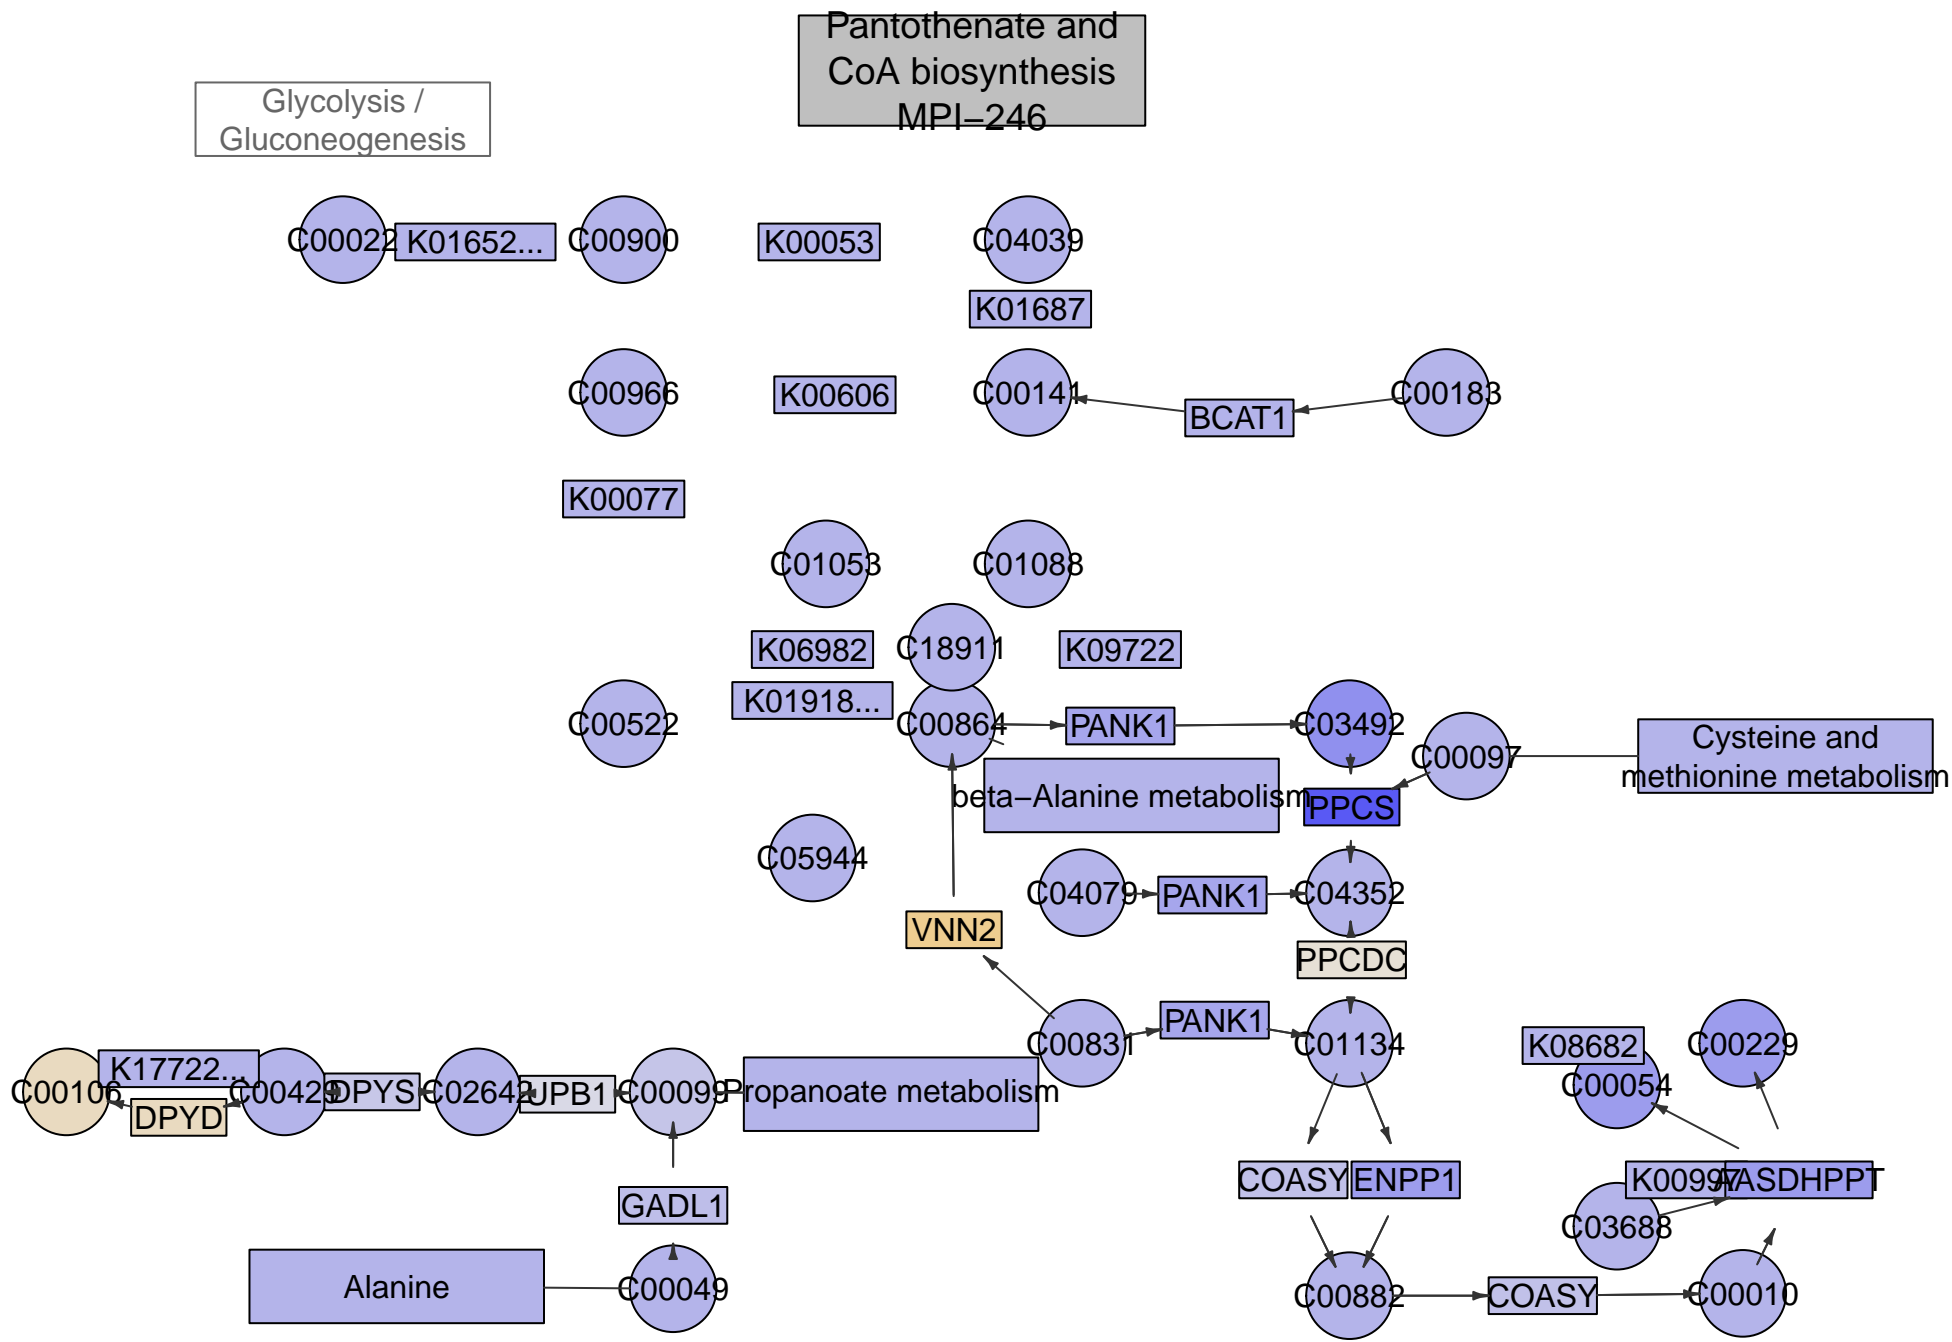 Pantothenate and
CoA biosynthesis
MPI−246
Glycolysis /
Gluconeogenesis
C00022
K01652...
C00900
K00053
C04039
K01687
C00966
K00606
C00141
BCAT1
C00183
K00077
C01053
C01088
K06982
C18911
K09722
K01918...
C00522
C00864
PANK1
C03492
C00097
Cysteine and
methionine metabolism
beta−Alanine metabolism
PPCS
C05944
C04079
PANK1
C04352
VNN2
PPCDC
C00831
PANK1
C01134
K08682
C00229
C00054
C00106
K17722...
DPYD
C00429
DPYS
C02642
UPB1
C00099
Propanoate metabolism
COASY
ENPP1
K00997
AASDHPPT
GADL1
C03688
Alanine
C00049
C00882
COASY
C00010